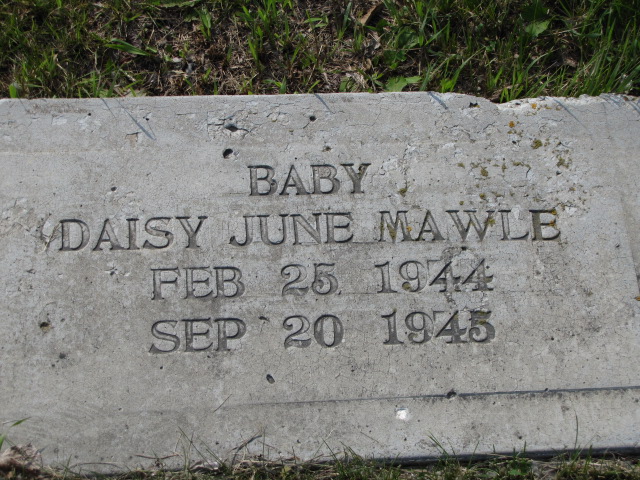 BABY
DAISY JUNE MAWLE
FEB 25 1944
SEP 20 1945